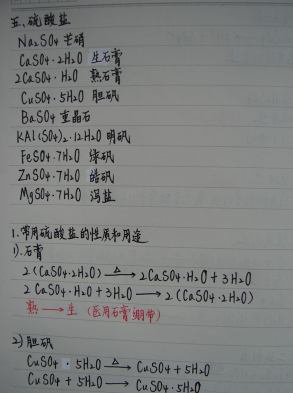 五、硫酸盐
Na₂SO₄ 芒硝
CaSO₄·2H₂O 生石膏
2CaSO₄·H₂O 熟石膏
CuSO₄·5H₂O 胆矾
BaSO₄ 重晶石
KAl(SO₄)₂·12H₂O 明矾
FeSO₄·7H₂O 绿矾
ZnSO₄·7H₂O 皓矾
MgSO₄·7H₂O 泻盐
1.常用硫酸盐的性质和用途
1).石膏
2(CaSO₄·2H₂O) —△→ 2CaSO₄·H₂O + 3H₂O
2CaSO₄·H₂O + 3H₂O ⟶ 2(CaSO₄·2H₂O)
熟 ⟶ 生 (医用石膏绷带)
2)胆矾
CuSO₄·5H₂O —△→ CuSO₄ + 5H₂O
CuSO₄ + 5H₂O ⟶ CuSO₄·5H₂O